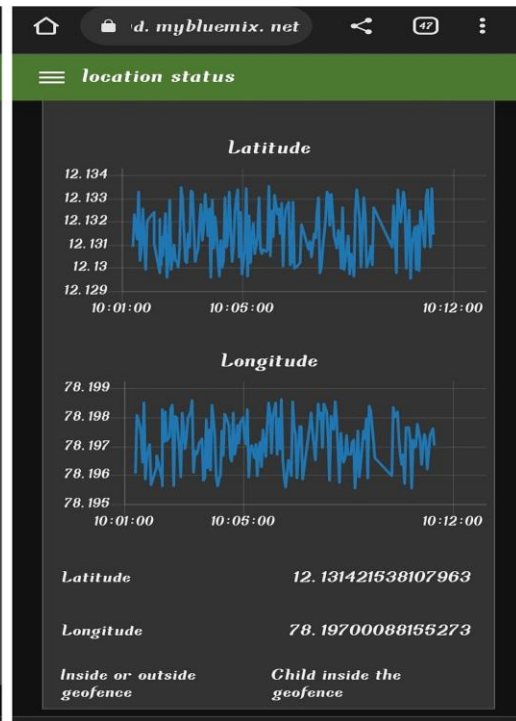 d. mybluemix. net
47
location status
Latitude
12.134
12.133
12.132
12.131
12.13
12.129
10:01:00 10:05:00 10:12:00
Longitude
78.199
78.198
78.197
78.196
78.195
10:01:00 10:05:00 10:12:00
Latitude 12. 131421538107963
Longitude 78. 19700088155273
Inside or outside Child inside the
geofence geofence